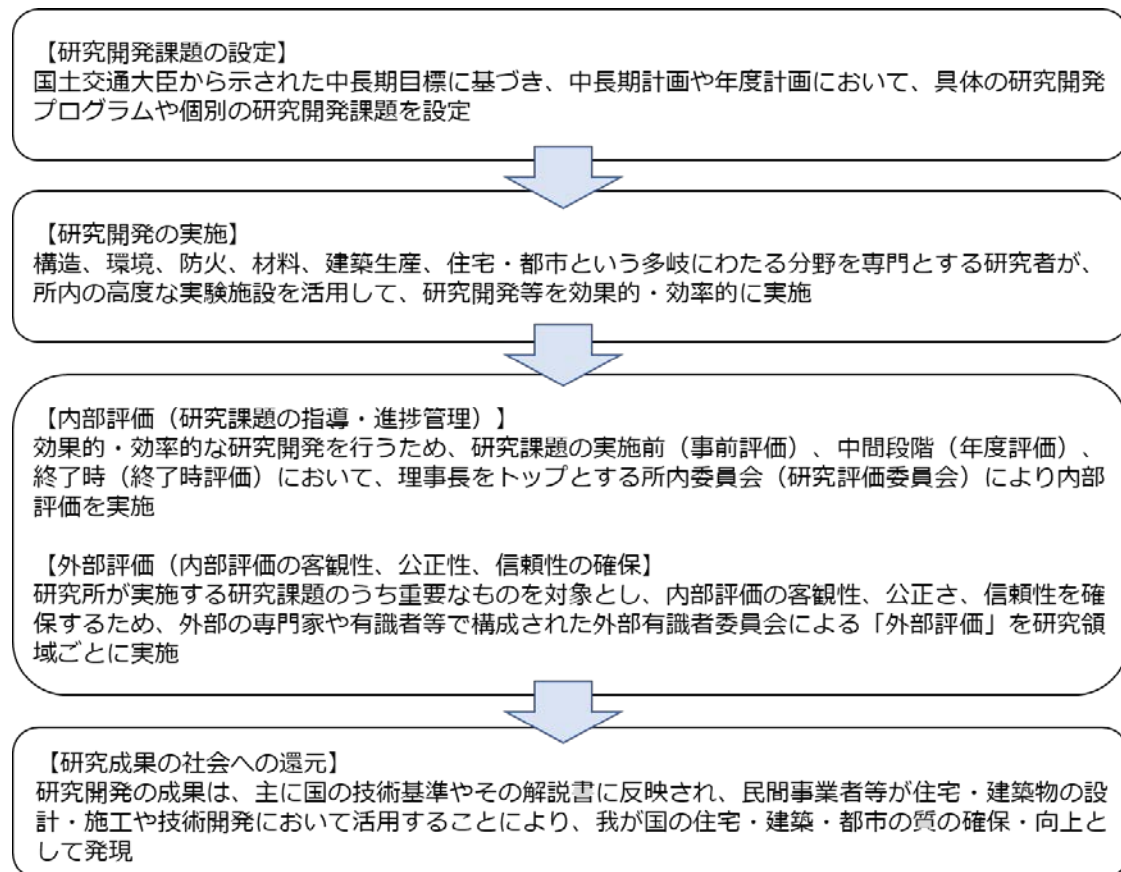 【研究開発課題の設定】
国土交通大臣から示された中長期目標に基づき、中長期計画や年度計画において、具体の研究開発
プログラムや個別の研究開発課題を設定
【研究開発の実施】
構造、環境、防火、材料、建築生産、住宅・都市という多岐にわたる分野を専門とする研究者が、
所内の高度な実験施設を活用して、研究開発等を効果的・効率的に実施
【内部評価（研究課題の指導・進捗管理）】
効果的・効率的な研究開発を行うため、研究課題の実施前（事前評価）、中間段階（年度評価）、
終了時（終了時評価）において、理事長をトップとする所内委員会（研究評価委員会）により内部
評価を実施
【外部評価（内部評価の客観性、公正性、信頼性の確保】
研究所が実施する研究課題のうち重要なものを対象とし、内部評価の客観性、公正さ、信頼性を確
保するため、外部の専門家や有識者等で構成された外部有識者委員会による「外部評価」を研究領
域ごとに実施
【研究成果の社会への還元】
研究開発の成果は、主に国の技術基準やその解説書に反映され、民間事業者等が住宅・建築物の設
計・施工や技術開発において活用することにより、我が国の住宅・建築・都市の質の確保・向上と
して発現